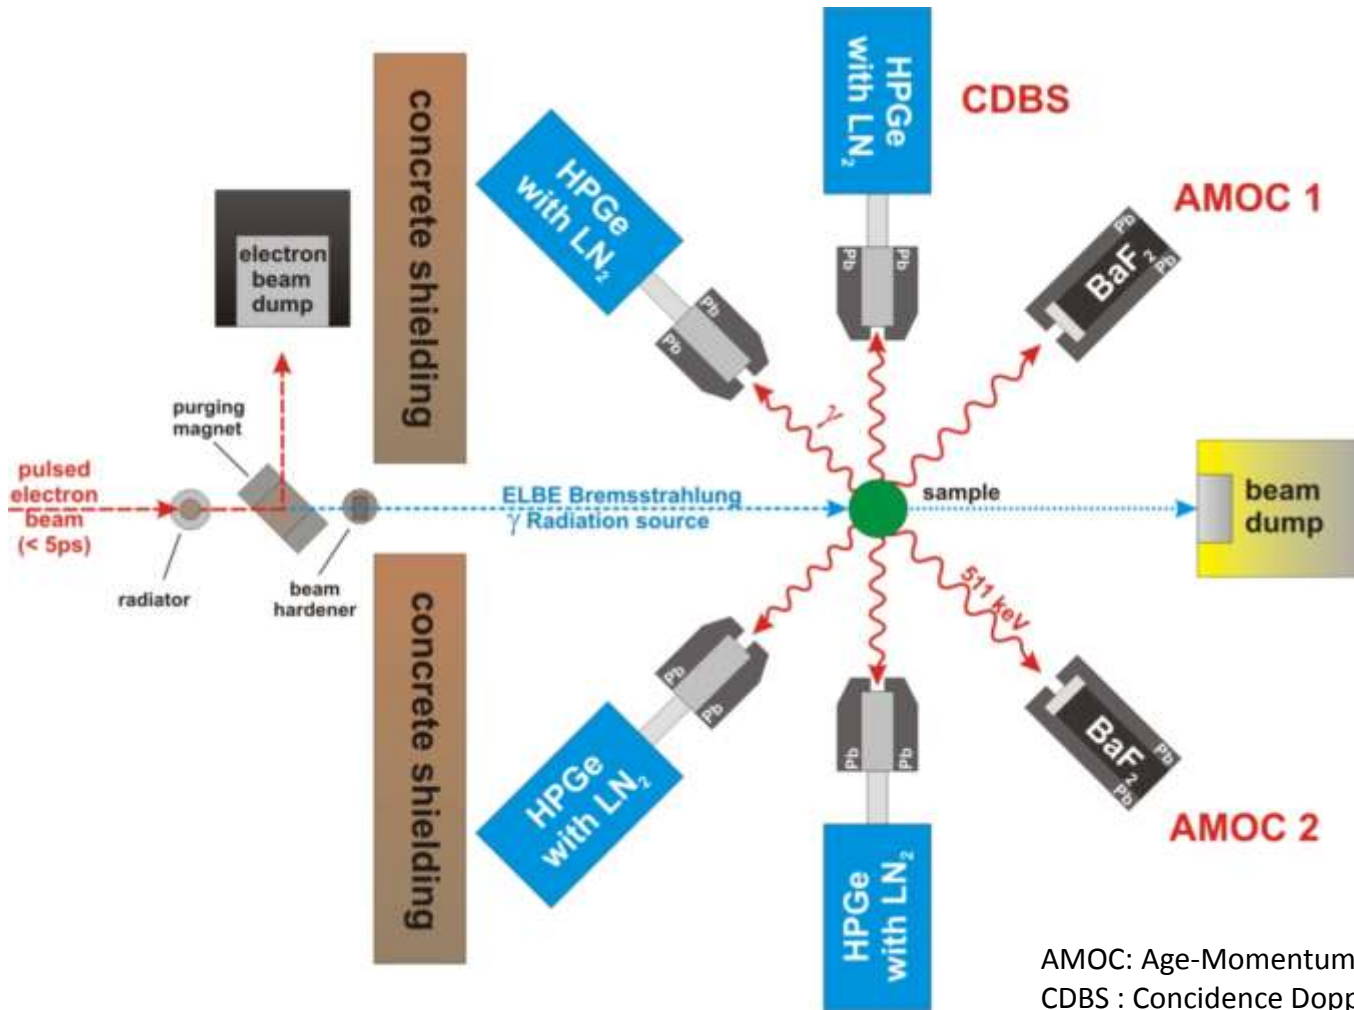 HPGe
with LN2
CDBS
Pb
Pb
HPGe
with LN2
Pb
Pb
AMOC 1
BaF2
Pb
Pb
concrete shielding
electron
beam
dump
purging
magnet
γ
pulsed
electron
beam
(< 5ps)
radiator
beam
hardener
ELBE Bremsstrahlung
γ Radiation source
sample
beam
dump
511 keV
concrete shielding
Pb
Pb
HPGe
with LN2
Pb
Pb
HPGe
with LN2
BaF2
Pb
Pb
AMOC 2
AMOC: Age-Momentum
CDBS : Concidence Dopp